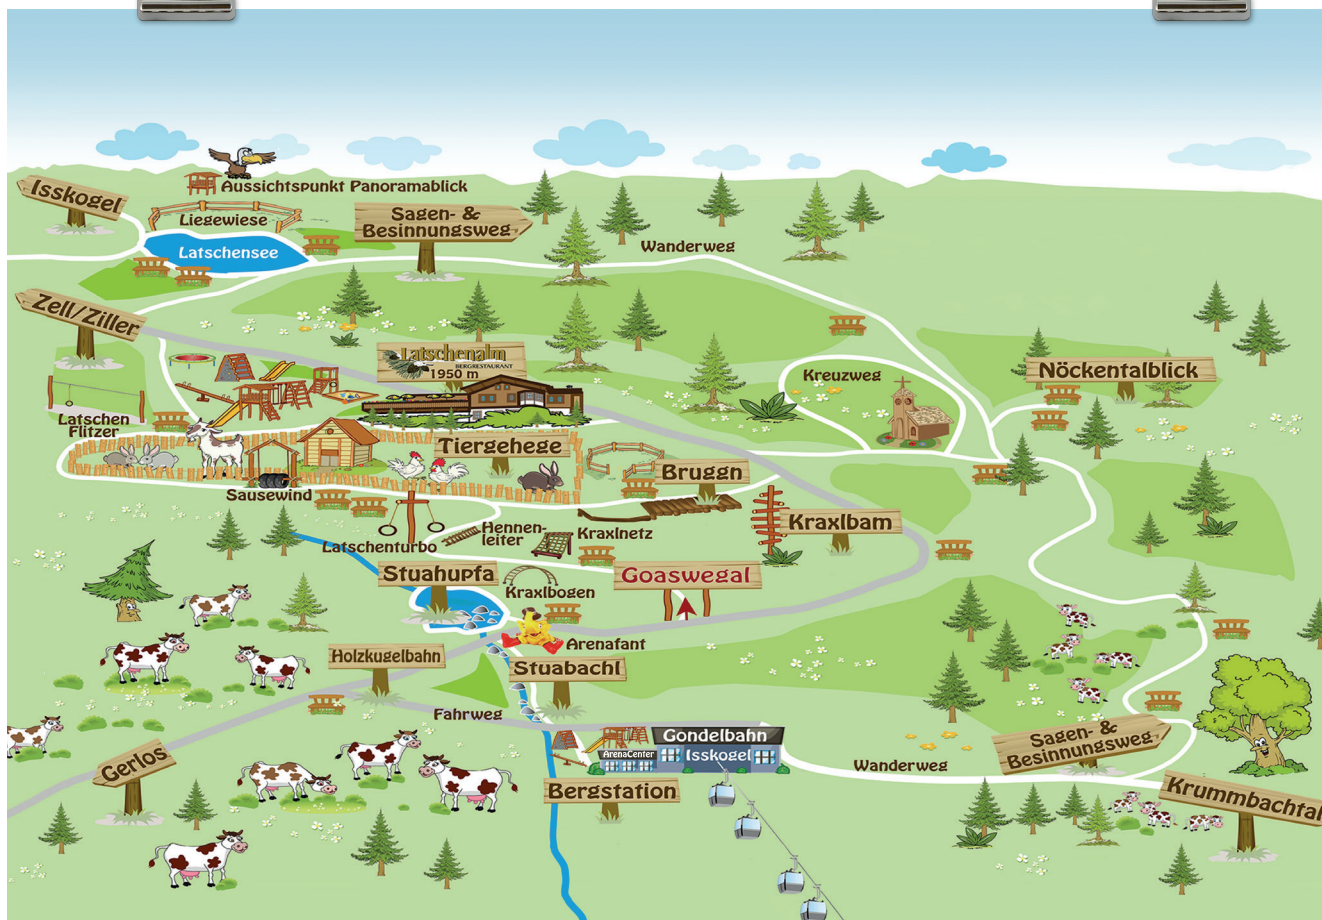 Isskogel
Aussichtspunkt Panoramablick
Liegewiese
Latschensee
Sagen- &
Besinnungsweg
Wanderweg
Zell/Ziller
Latschenalm
BERGRESTAURANT
1950 m
Kreuzweg
Nöckentalblick
Latschen
Flitzer
Tiergehege
Bruggn
Sausewind
Latschenturbo
Hennen-
leiter
Kraxlnetz
Kraxlbam
Stuahupfa
Kraxlbogen
Goaswegal
Arenafant
Holzkugelbahn
Stuabachl
Fahrweg
Gondelbahn
ArenaCenter
Isskogel
Sagen- &
Besinnungsweg
Wanderweg
Gerlos
Bergstation
Krummbachtal